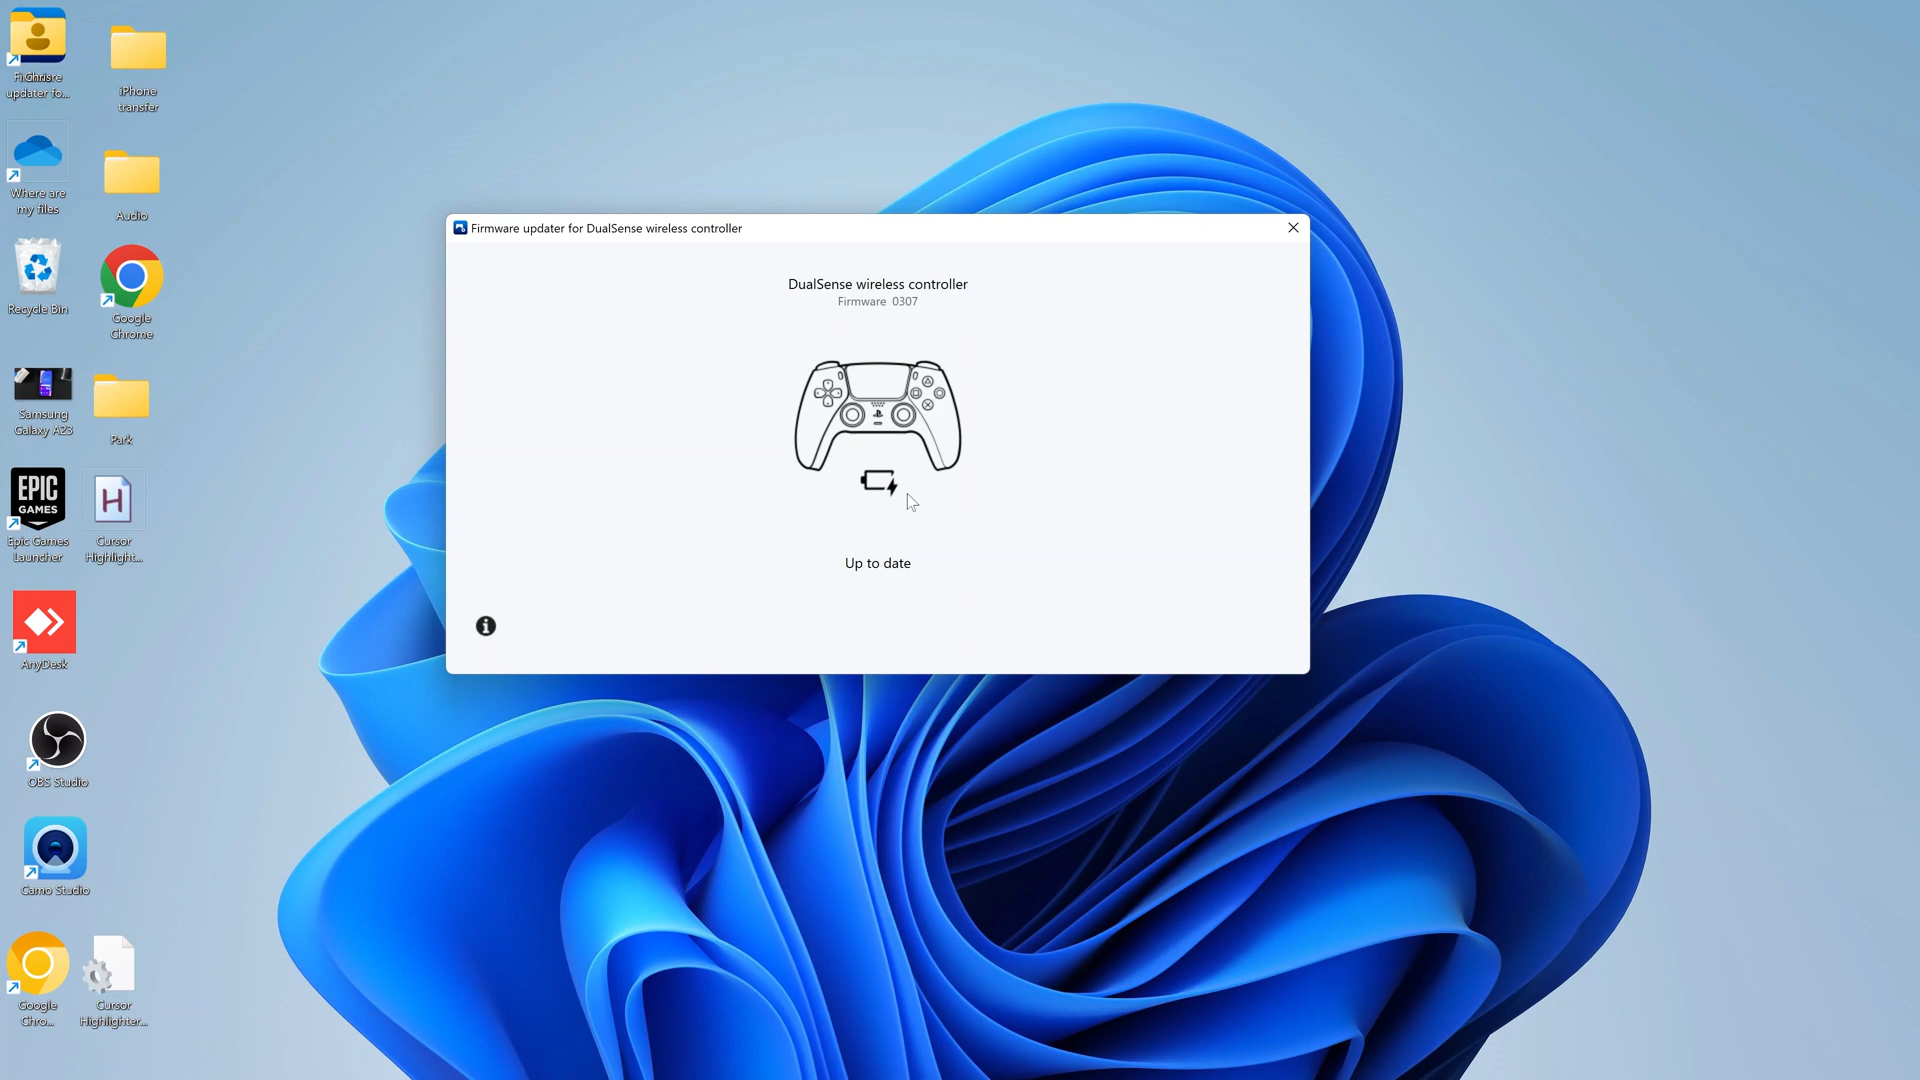 updater fo...
iPhone
transfer
Where are
my files
Audio
Recycle Bin
Google
Chrome
Samsung
Galaxy A23
Park
EPIC
GAMES
Epic Games
Launcher
H
Cursor
Highlight...
AnyDesk
OBS Studio
Camo Studio
Google
Chro...
Cursor
Highlighter...
Firmware updater for DualSense wireless controller
DualSense wireless controller
Firmware 0307
Up to date